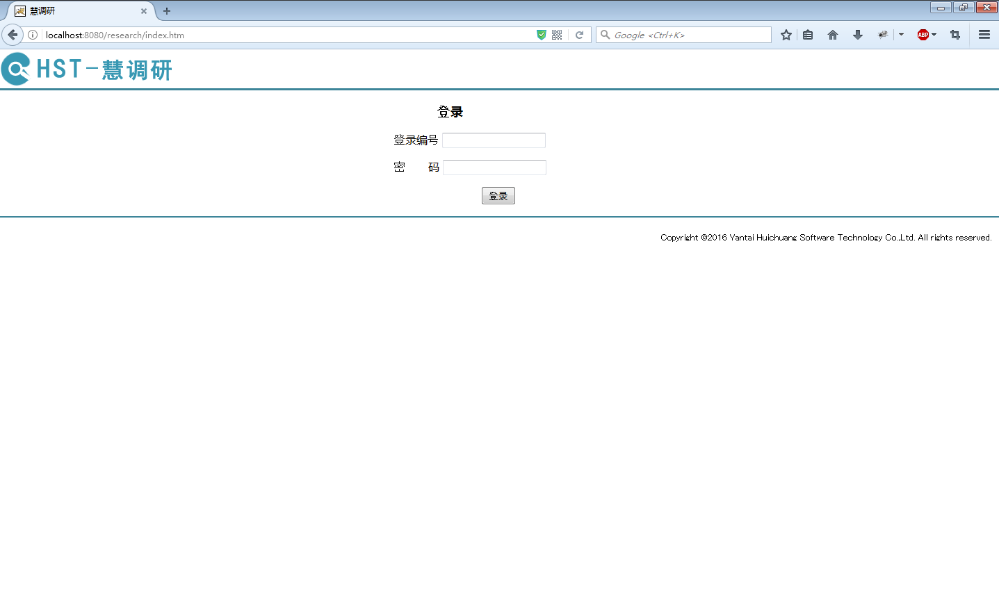 慧调研
localhost:8080/research/index.htm
Google <Ctrl+K>
ABP
HST-慧调研
登录
登录编号
密 码
登录
Copyright ©2016 Yantai Huichuang Software Technology Co.,Ltd. All rights reserved.